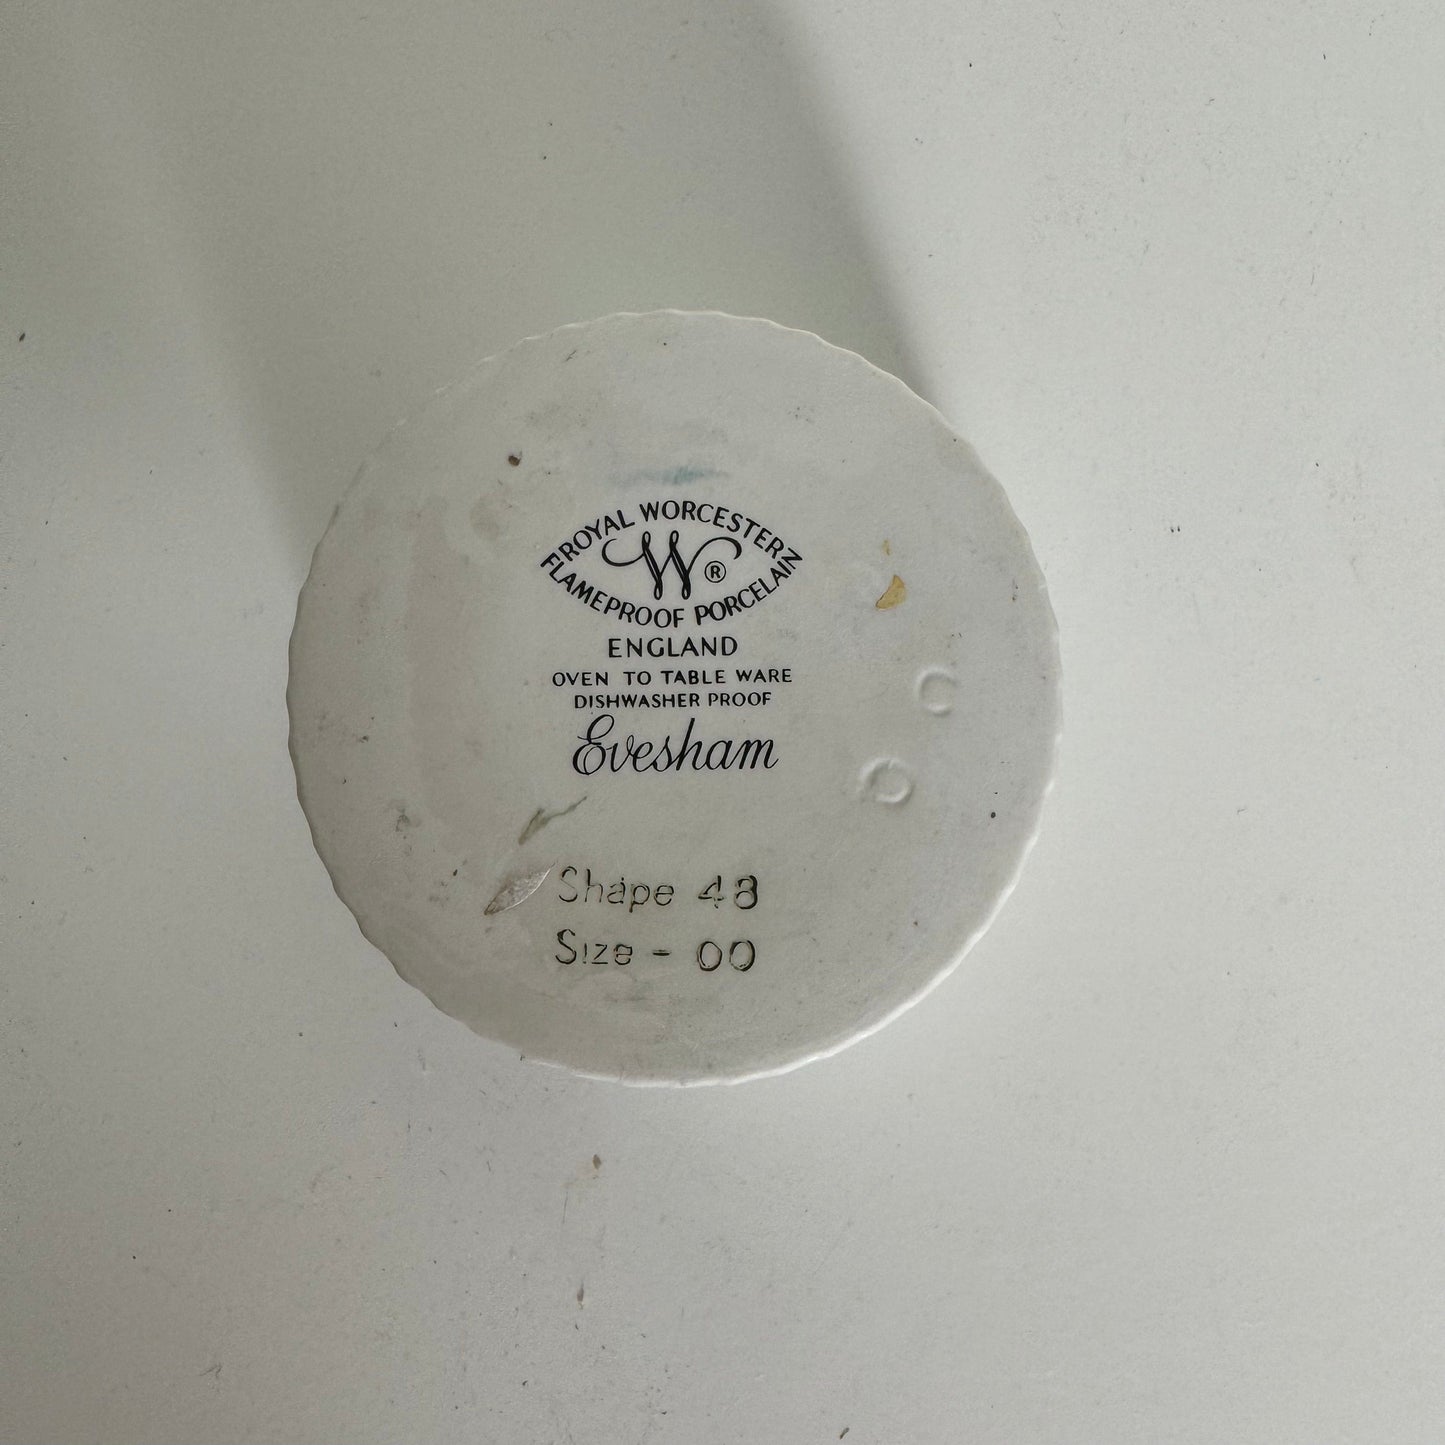 ROYAL WORCESTER
W ®
FLAMEPROOF PORCELAIN
ENGLAND
OVEN TO TABLE WARE
DISHWASHER PROOF
Evesham
Shape 48
Size - 00